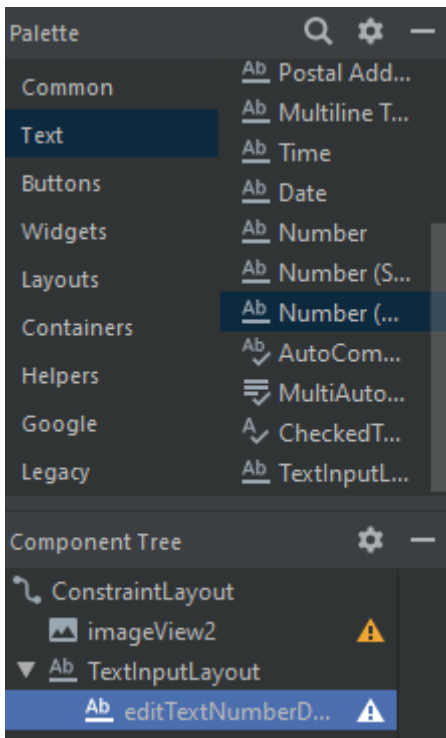 Palette
Common
Text
Buttons
Widgets
Layouts
Containers
Helpers
Google
Legacy
Ab Postal Add...
Ab Multiline T...
Ab Time
Ab Date
Ab Number
Ab Number (S...
Ab Number (...
Ab AutoCom...
MultiAuto...
A CheckedT...
Ab TextInputL...
Component Tree
ConstraintLayout
imageView2
Ab TextInputLayout
Ab editTextNumberD...